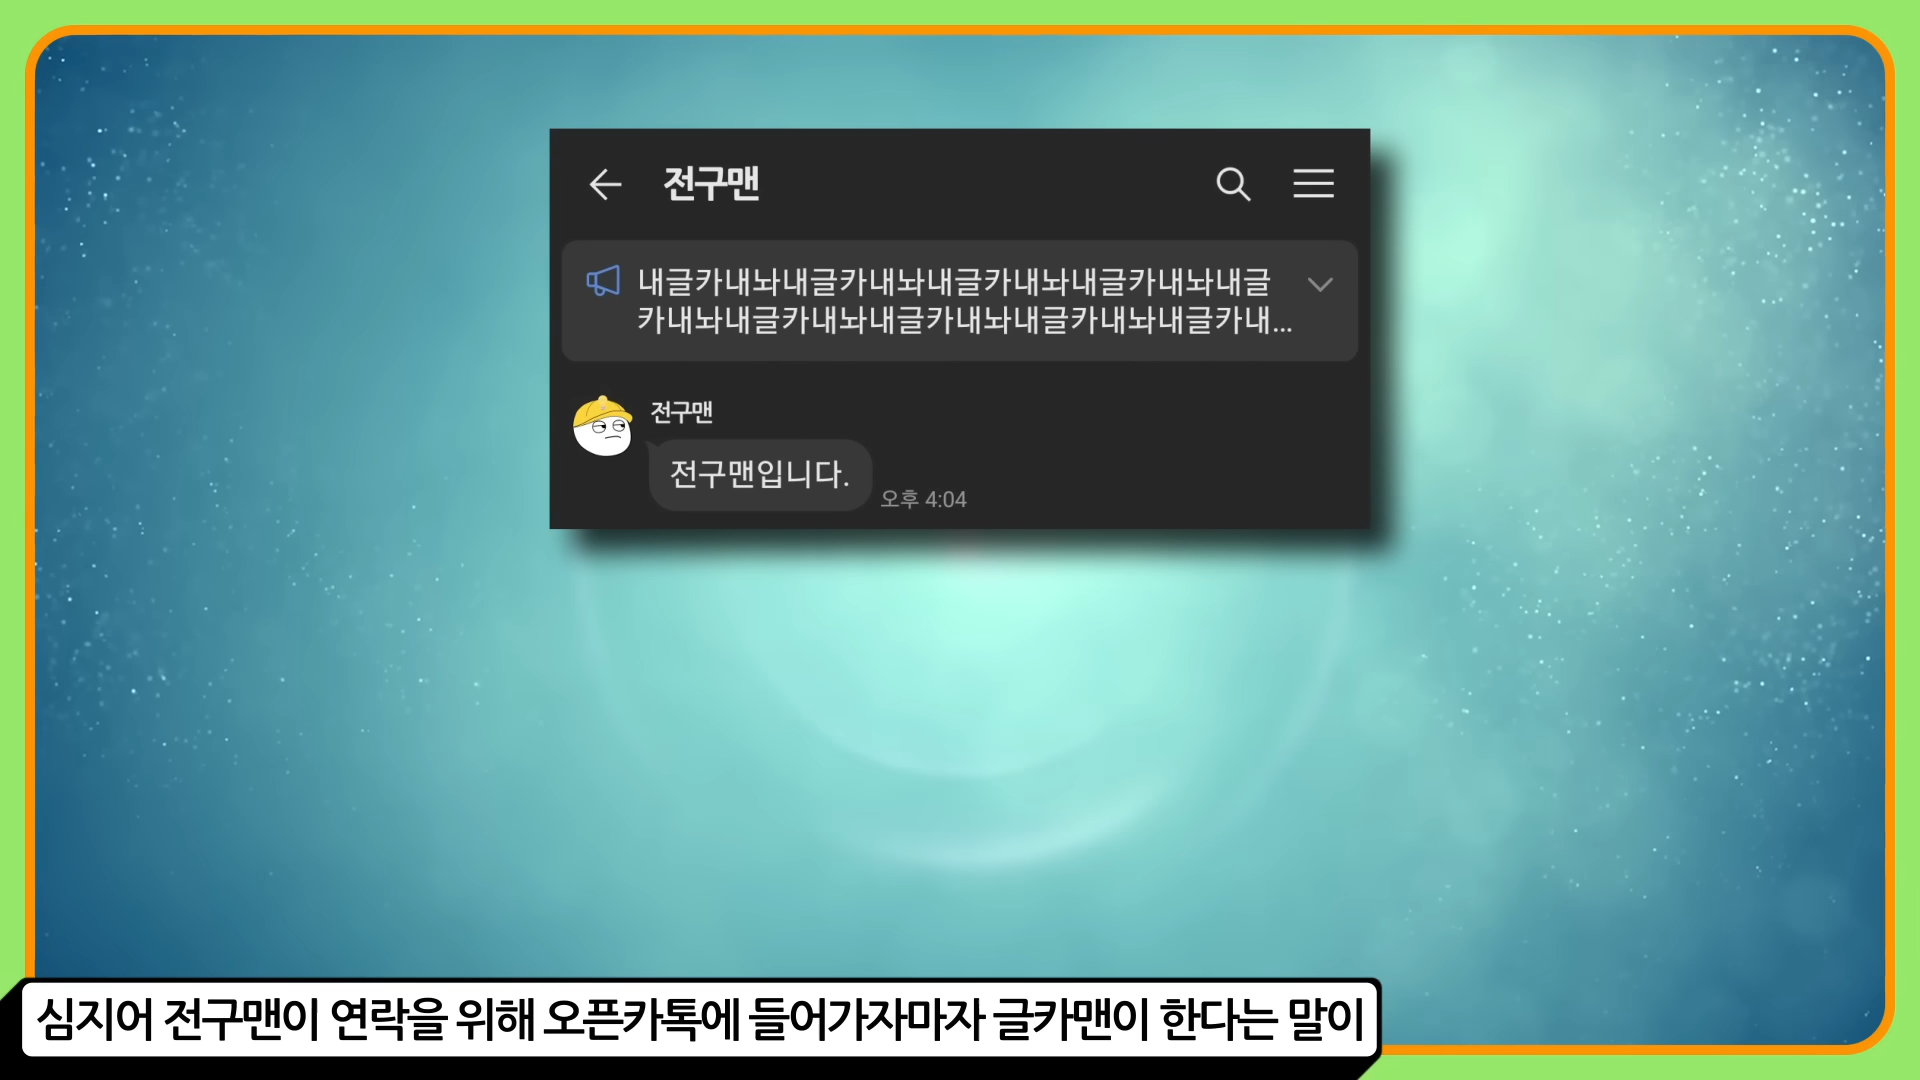 전구맨
내글카내놔내글카내놔내글카내놔내글카내놔내글
카내놔내글카내놔내글카내놔내글카내놔내글카내...
전구맨
전구맨입니다.
오후 4:04
심지어 전구맨이 연락을 위해 오픈카톡에 들어가자마자 글카맨이 한다는 말이